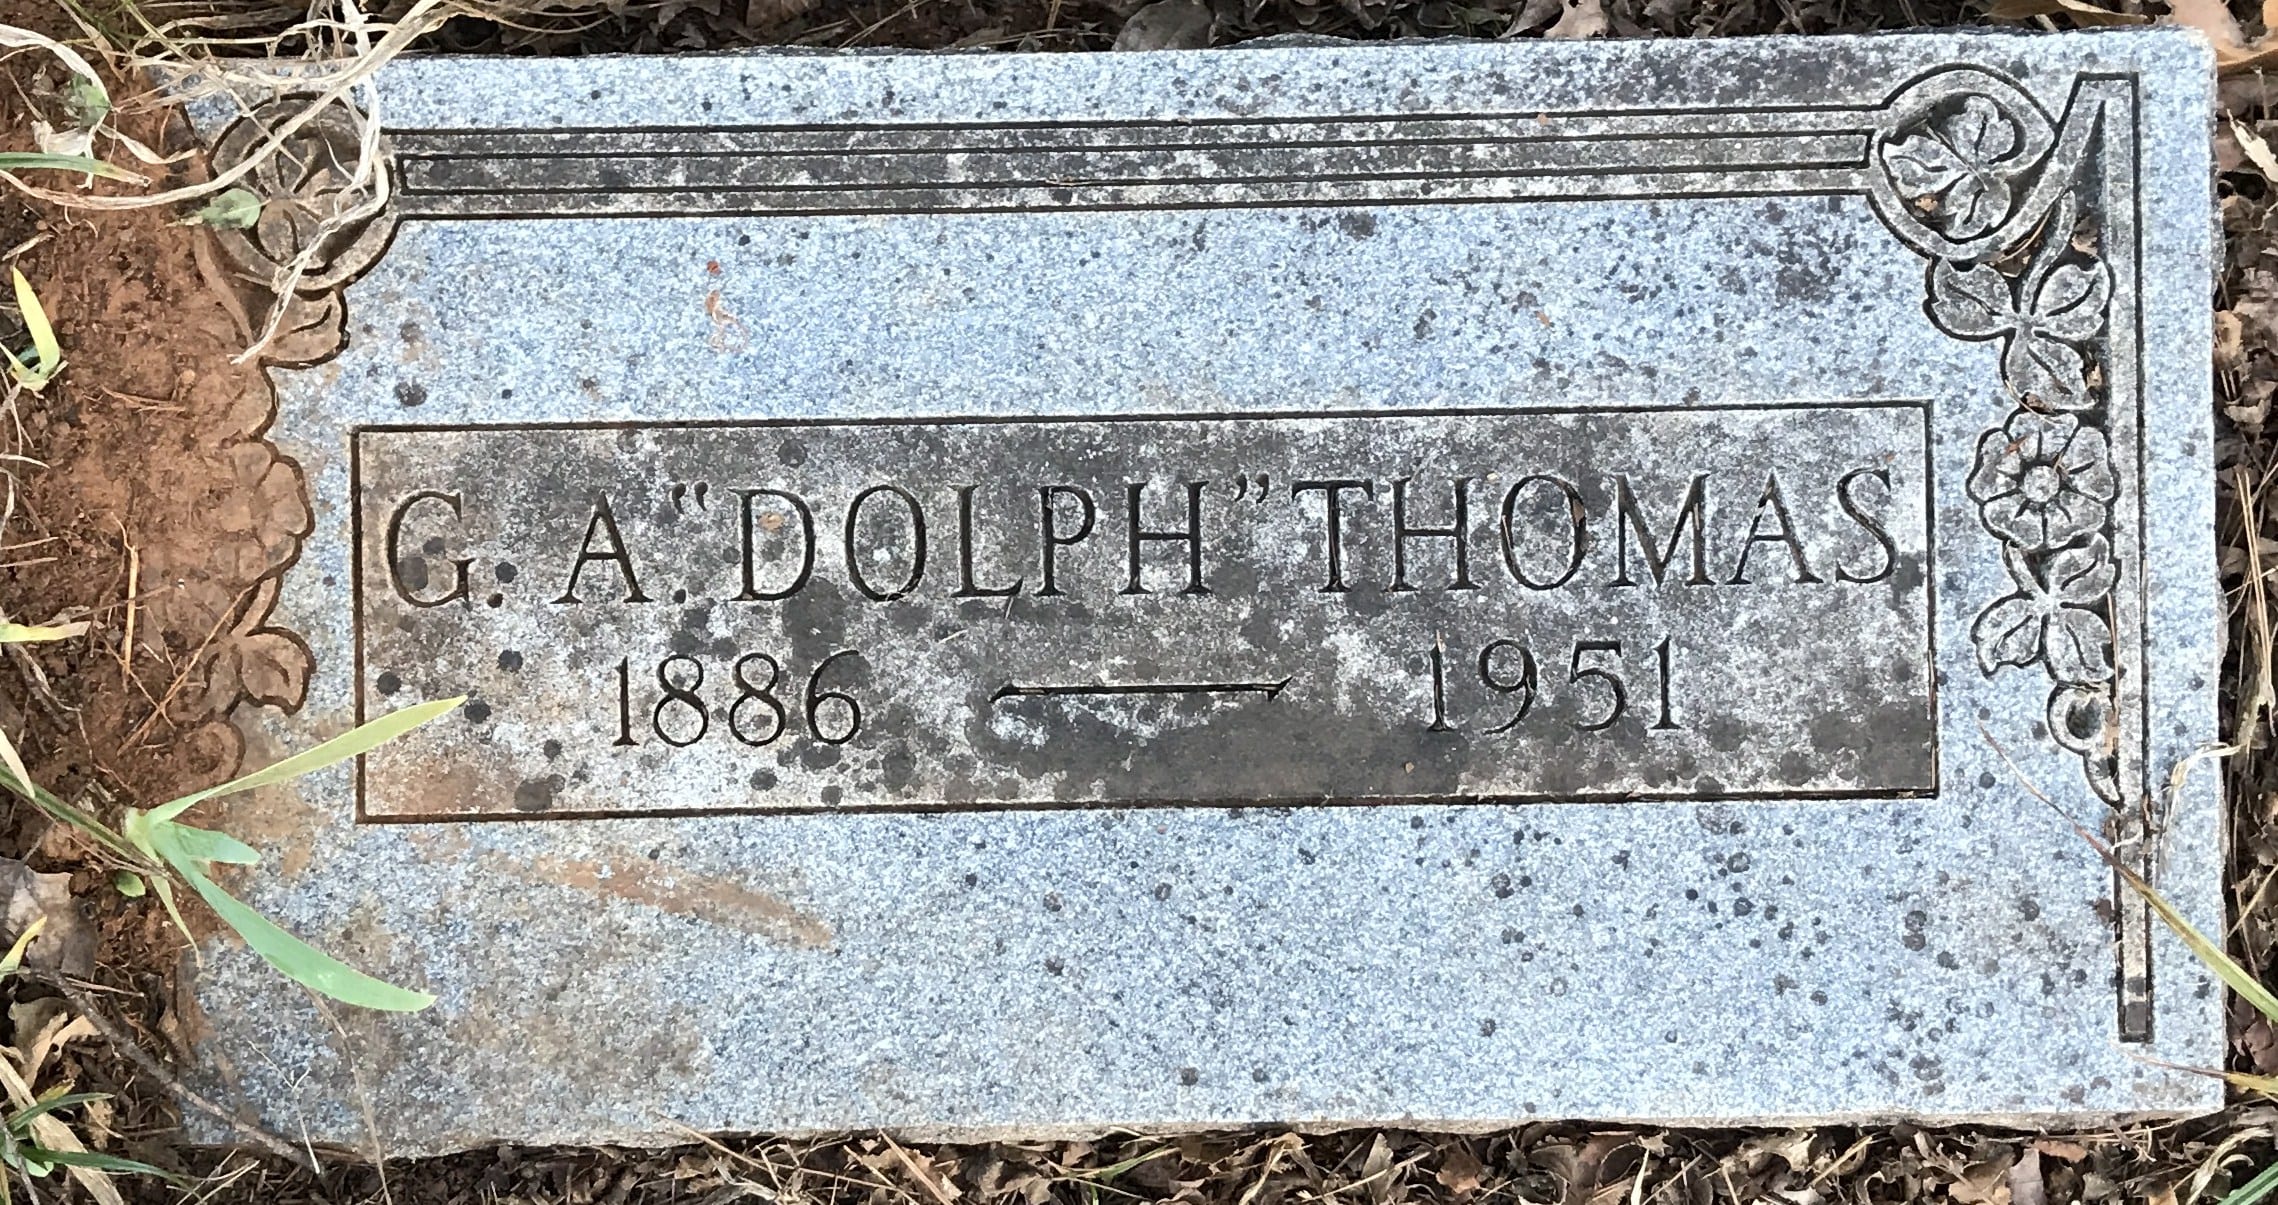 G. A. "DOLPH" THOMAS
1886 — 1951